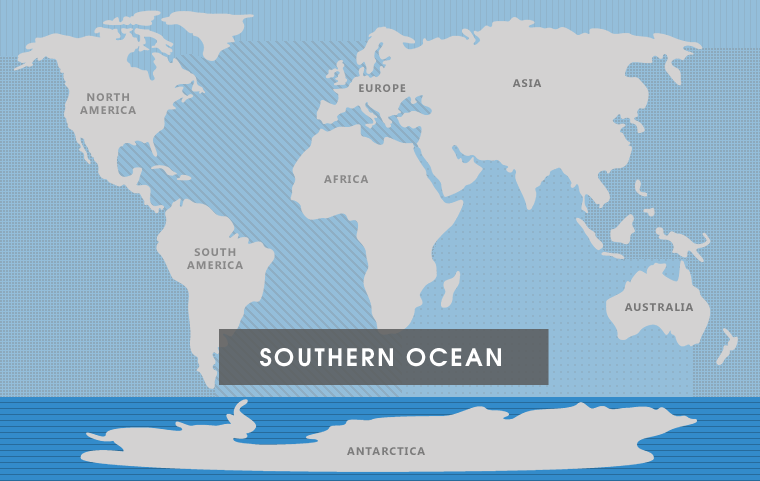 EUROPE
ASIA
NORTH
AMERICA
AFRICA
SOUTH
AMERICA
AUSTRALIA
SOUTHERN OCEAN
ANTARCTICA